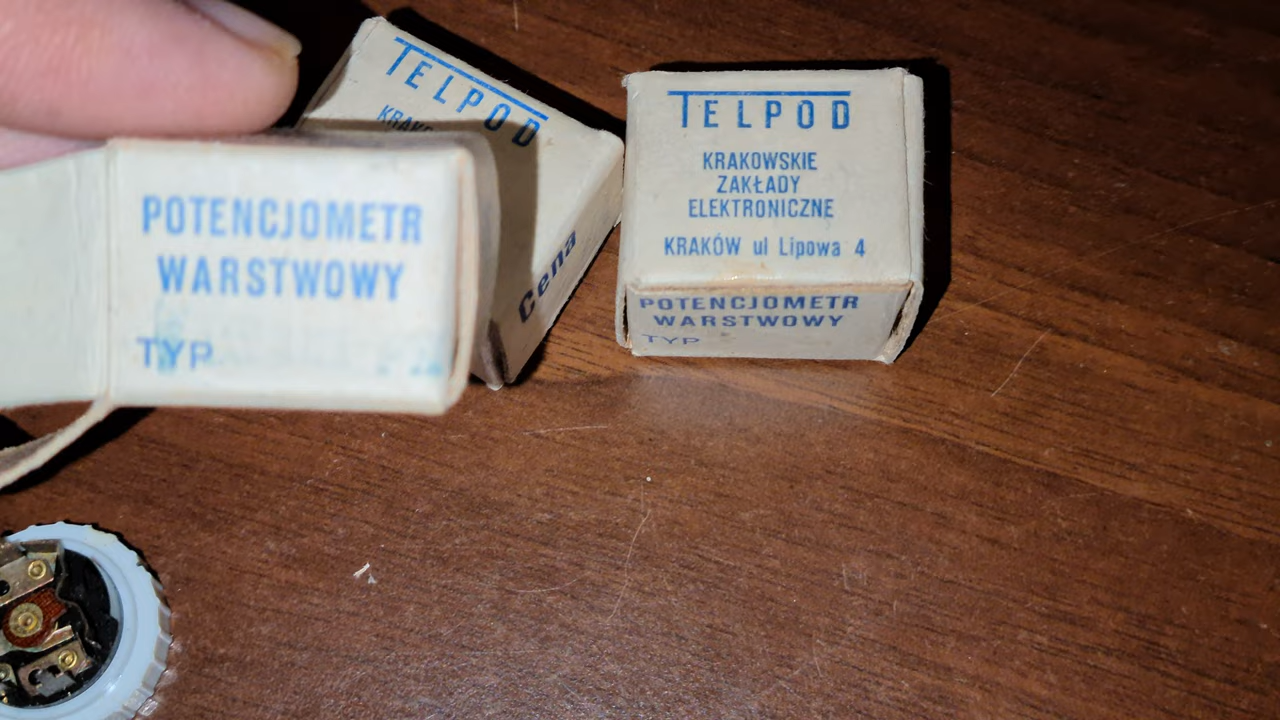 TELPOD
POTENCJOMETR
WARSTWOWY
TYP
Cena
TELPOD
KRAKOWSKIE
ZAKŁADY
ELEKTRONICZNE
KRAKÓW ul Lipowa 4
POTENCJOMETR
WARSTWOWY
TYP